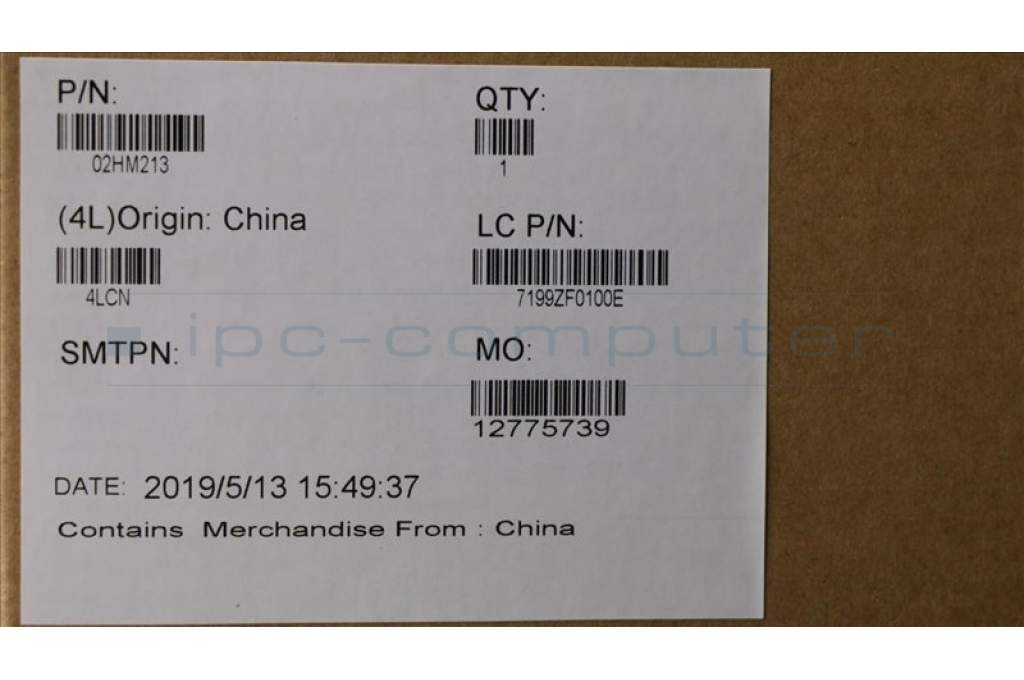 P/N:
02HM213
QTY:
1
(4L)Origin: China
4LCN
LC P/N:
7199ZF0100E
ipc-computer
SMTPN:
MO:
12775739
DATE: 2019/5/13 15:49:37
Contains Merchandise From : China